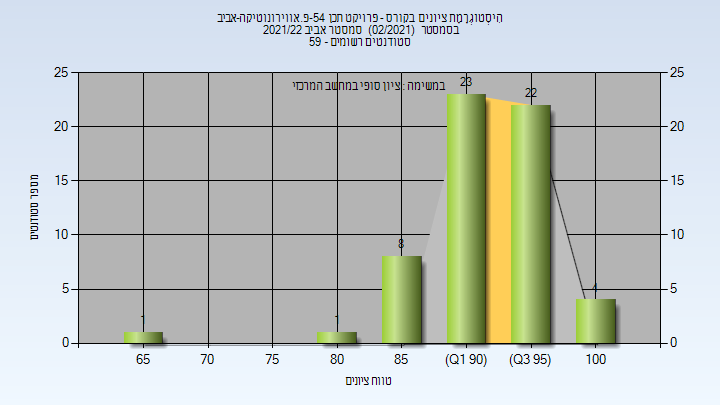 היסטוגרמת ציונים בקורס - פרויקט תכן פ-54.אווירונוטיקה-אביב
בסמסטר (02/2021) סמסטר אביב 2021/22
סטודנטים רשומים - 59
במשימה : ציון סופי במחשב המרכזי
25 25
20 20
15 15
10 10
5 5
0 0
1 1 8 23 22 4
מספר סטודנטים
65 70 75 80 85 (Q1 90) (Q3 95) 100
טווח ציונים